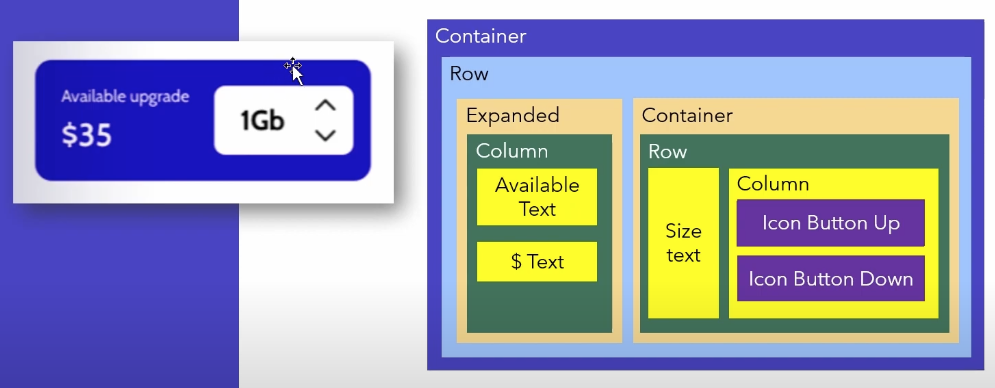 Available upgrade
$35
1Gb
Container
Row
Expanded
Column
Available
Text
$ Text
Container
Row
Size
text
Column
Icon Button Up
Icon Button Down